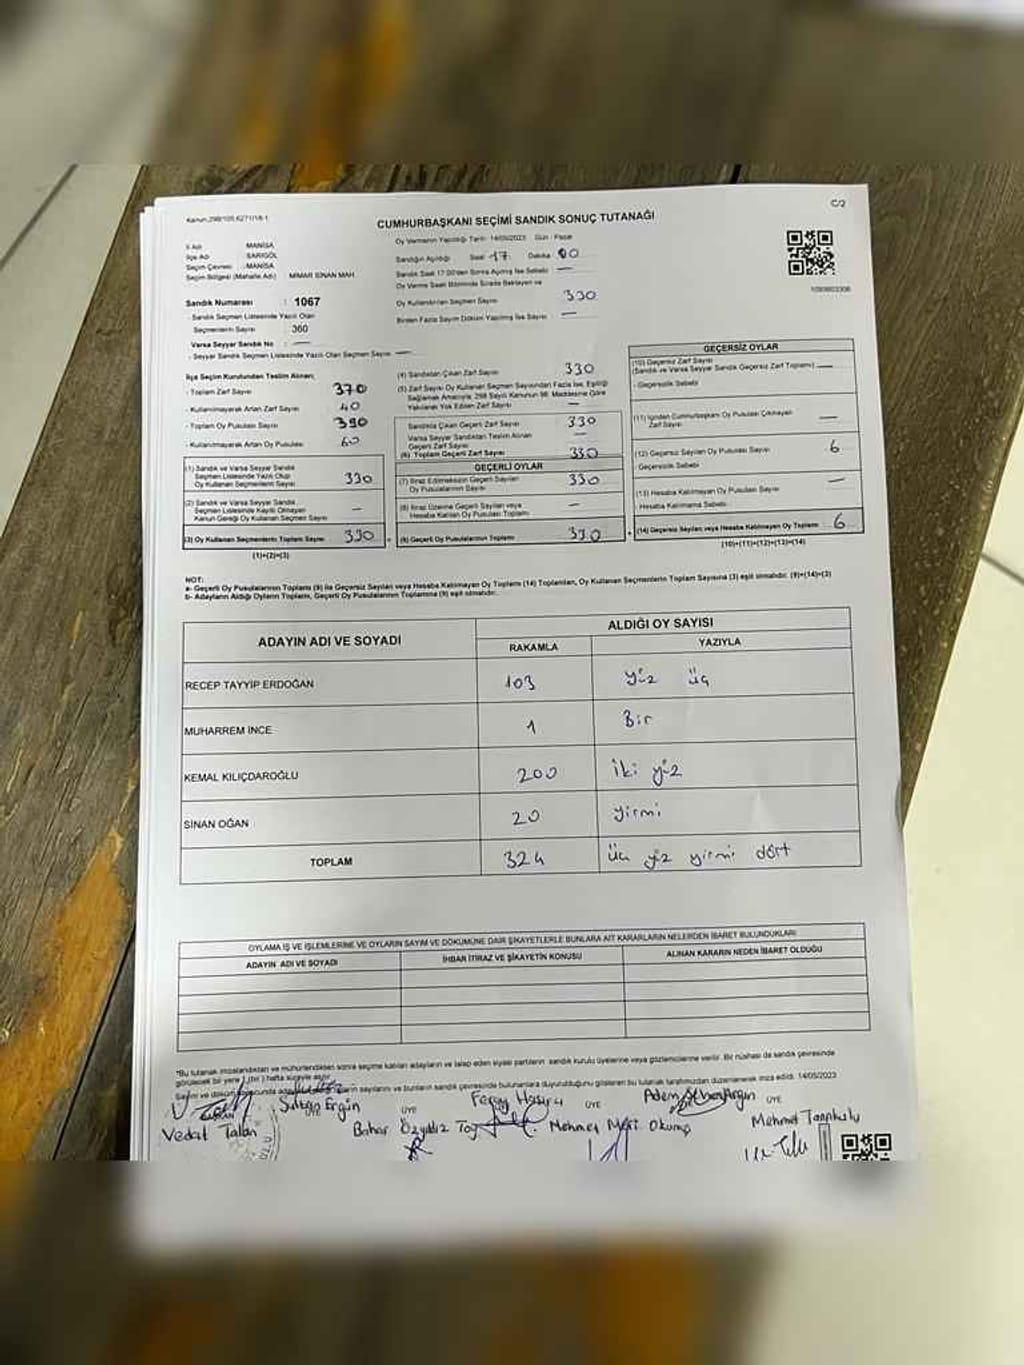 Kanun:298/105,6271/18-1
C/2
CUMHURBAŞKANI SEÇİMİ SANDIK SONUÇ TUTANAĞI
İl Adı MANİSA
İlçe Adı SARIGÖL
Seçim Çevresi MANİSA
Seçim Bölgesi (Mahalle Adı) MİMAR SİNAN MAH.
Sandık Numarası : 1067
- Sandık Seçmen Listesinde Yazılı Olan
Seçmenlerin Sayısı 360
Varsa Seyyar Sandık No : —
- Seyyar Sandık Seçmen Listesinde Yazılı Olan Seçmen Sayısı —
Oy Vermenin Yapıldığı Tarih: 14/05/2023 Gün : Pazar
Sandığın Açıldığı Saat 17. Dakika 00
Sandık Saat 17:00'den Sonra Açılmış İse Sebebi —
Oy Verme Saati Bitiminde Sırada Bekleyen ve
Oy Kullandırılan Seçmen Sayısı 330
Birden Fazla Sayım Döküm Yapılmış İse Sayısı —
İlçe Seçim Kurulundan Teslim Alınan;
- Toplam Zarf Sayısı 370
- Kullanılmayarak Artan Zarf Sayısı 40
- Toplam Oy Pusulası Sayısı 390
- Kullanılmayarak Artan Oy Pusulası 60
(1) Sandık ve Varsa Seyyar Sandık
Seçmen Listesinde Yazılı Olup
Oy Kullanan Seçmenlerin Sayısı 330
(2) Sandık ve Varsa Seyyar Sandık
Seçmen Listesinde Kayıtlı Olmayan
Kanun Gereği Oy Kullanan Seçmen Sayısı —
(3) Oy Kullanan Seçmenlerin Toplam Sayısı 330
(1)+(2)=(3)
(4) Sandıktan Çıkan Zarf Sayısı 330
(5) Zarf Sayısı Oy Kullanan Seçmen Sayısından Fazla İse, Eşitliği
Sağlamak Amacıyla, 298 Sayılı Kanunun 98. Maddesine Göre
Yakılarak Yok Edilen Zarf Sayısı —
Sandıkta Çıkan Geçerli Zarf Sayısı 330
Varsa Seyyar Sandıktan Teslim Alınan
Geçerli Zarf Sayısı —
(6) Toplam Geçerli Zarf Sayısı 330
GEÇERLİ OYLAR
(7) İtiraz Edilmeksizin Geçerli Sayılan
Oy Pusulalarının Sayısı 330
(8) İtiraz Üzerine Geçerli Sayılan veya
Hesaba Katılan Oy Pusulası Toplamı —
(9) Geçerli Oy Pusulalarının Toplamı 330
GEÇERSİZ OYLAR
(10) Geçersiz Zarf Sayısı
(Sandık ve Varsa Seyyar Sandık Geçersiz Zarf Toplamı) —
- Geçersizlik Sebebi
(11) İçinden Cumhurbaşkanı Oy Pusulası Çıkmayan
Zarf Sayısı —
(12) Geçersiz Sayılan Oy Pusulası Sayısı 6
Geçersizlik Sebebi
(13) Hesaba Katılmayan Oy Pusulası Sayısı —
Hesaba Katılmama Sebebi
(14) Geçersiz Sayılan veya Hesaba Katılmayan Oy Toplamı 6
(10)+(11)+(12)+(13)=(14)
NOT:
a- Geçerli Oy Pusulalarının Toplamı (9) ile Geçersiz Sayılan veya Hesaba Katılmayan Oy Toplamı (14) Toplamları, Oy Kullanan Seçmenlerin Toplam Sayısına (3) eşit olmalıdır. (9)+(14)=(3)
b- Adayların Aldığı Oyların Toplamı, Geçerli Oy Pusulalarının Toplamına (9) eşit olmalıdır.
ADAYIN ADI VE SOYADI
ALDIĞI OY SAYISI
RAKAMLA YAZIYLA
RECEP TAYYİP ERDOĞAN 103 yüz üç
MUHARREM İNCE 1 Bir
KEMAL KILIÇDAROĞLU 200 iki yüz
SİNAN OĞAN 20 yirmi
TOPLAM 324 üç yüz yirmi dört
OYLAMA İŞ VE İŞLEMLERİNE VE OYLARIN SAYIM VE DÖKÜMÜNE DAİR ŞİKAYETLERLE BUNLARA AİT KARARLARIN NELERDEN İBARET BULUNDUKLARI
ADAYIN ADI VE SOYADI İHBAR İTİRAZ VE ŞİKAYETİN KONUSU ALINAN KARARIN NEDEN İBARET OLDUĞU
*Bu tutanak imzalandıktan ve mühürlendikten sonra seçime katılan adayların ve talep eden siyasi partilerin sandık kurulu üyelerine veya gözlemcilerine verilir. Bir nüshası da sandık çevresinde
görülecek bir yere 1 (bir) hafta süreyle asılır.
sayılarını ve bunların sandık çevresinde bulunanlara duyurulduğunu gösteren bu tutanak tarafımızdan düzenlenerek imza edildi. 14/05/2023
Sultan Ergün
Vedat Talan
ÜYE
Bahar
ÜYE
Mehmet Mert Okumuş
Adem
ÜYE
Mehmet